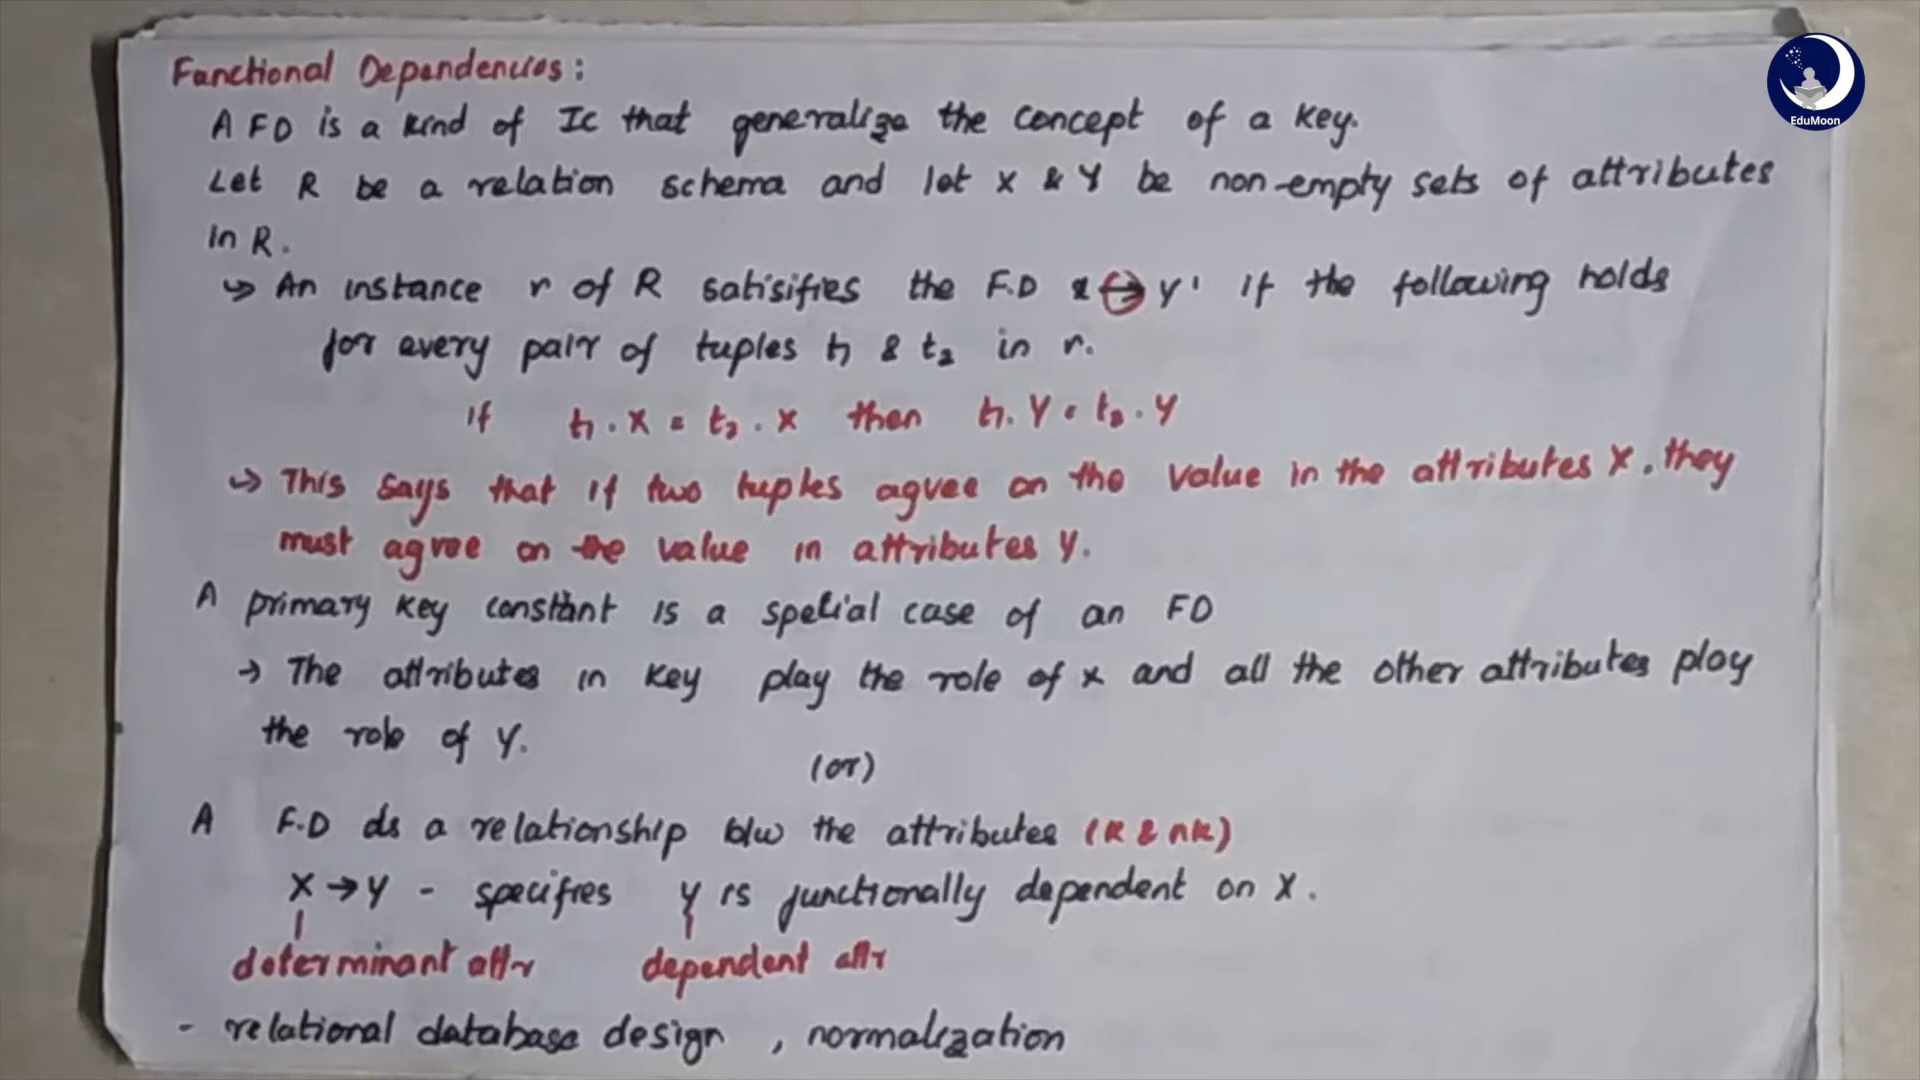 Functional Dependencies:
A FD is a kind of Ic that generalize the concept of a key.
Let R be a relation schema and let x & y be non-empty sets of attributes
in R.
↳ An instance r of R satisifies the F.D x → y' if the following holds
for every pair of tuples t1 & t2 in r.
if t1.X = t2.X then t1.Y = t2.Y
↳ This says that if two tuples agree on the value in the attributes X, they
must agree on the value in attributes y.
A primary key constant is a spelial case of an FD
→ The attributes in key play the role of x and all the other attributes play
the role of y.
(or)
A F.D ds a relationship b/w the attributes (k & nk)
X → y - specifies y is functionally dependent on X.
determinant attr dependent attr
- relational database design, normalization
EduMoon